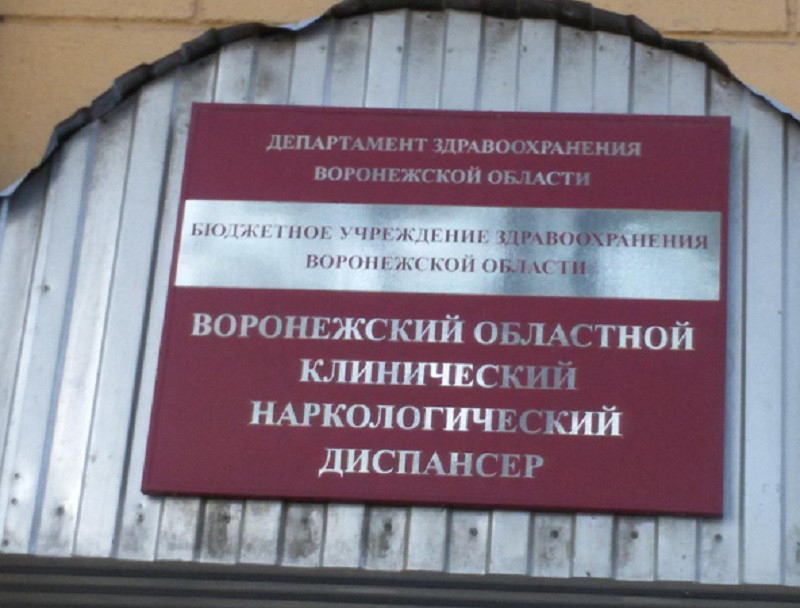 ДЕПАРТАМЕНТ ЗДРАВООХРАНЕНИЯ
ВОРОНЕЖСКОЙ ОБЛАСТИ
БЮДЖЕТНОЕ УЧРЕЖДЕНИЕ ЗДРАВООХРАНЕНИЯ
ВОРОНЕЖСКОЙ ОБЛАСТИ
ВОРОНЕЖСКИЙ ОБЛАСТНОЙ
КЛИНИЧЕСКИЙ
НАРКОЛОГИЧЕСКИЙ
ДИСПАНСЕР